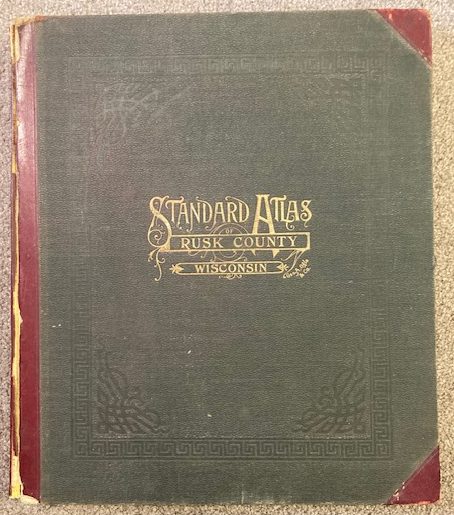 STANDARD ATLAS
OF
RUSK COUNTY
WISCONSIN